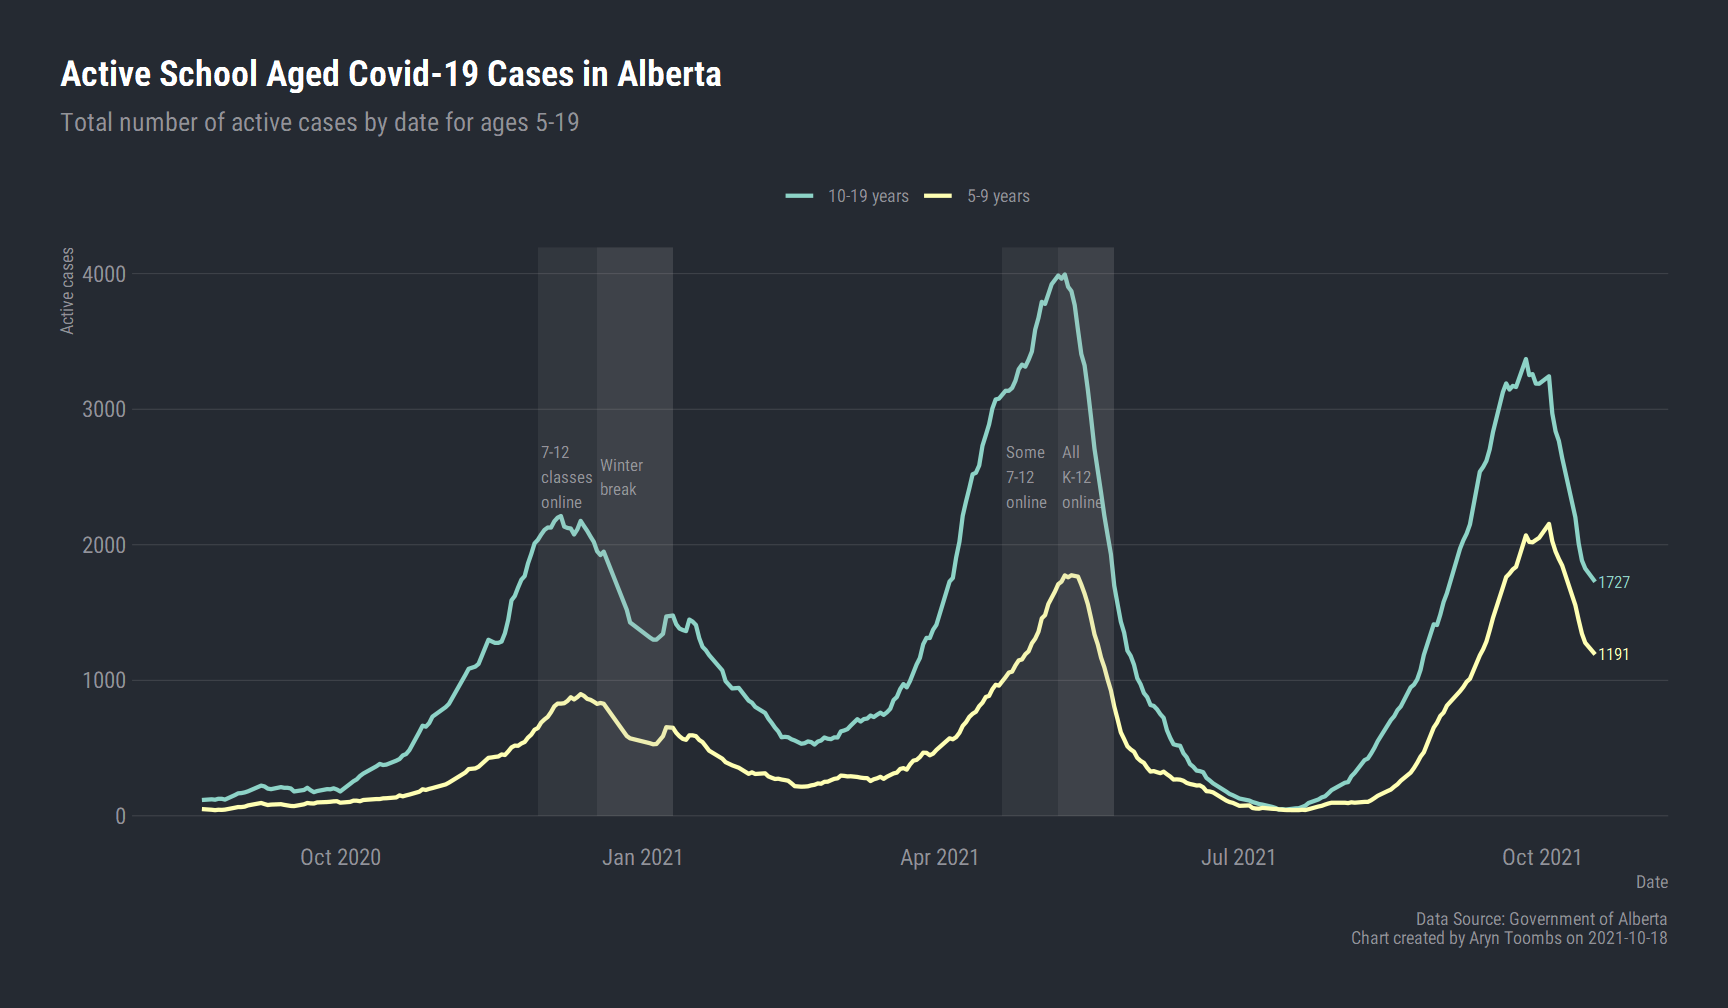 Active School Aged Covid-19 Cases in Alberta
Total number of active cases by date for ages 5-19
10-19 years
5-9 years
Active cases
4000
3000
2000
1000
0
7-12
classes
online
Winter
break
Some
7-12
online
All
K-12
online
1727
1191
Oct 2020
Jan 2021
Apr 2021
Jul 2021
Oct 2021
Date
Data Source: Government of Alberta
Chart created by Aryn Toombs on 2021-10-18